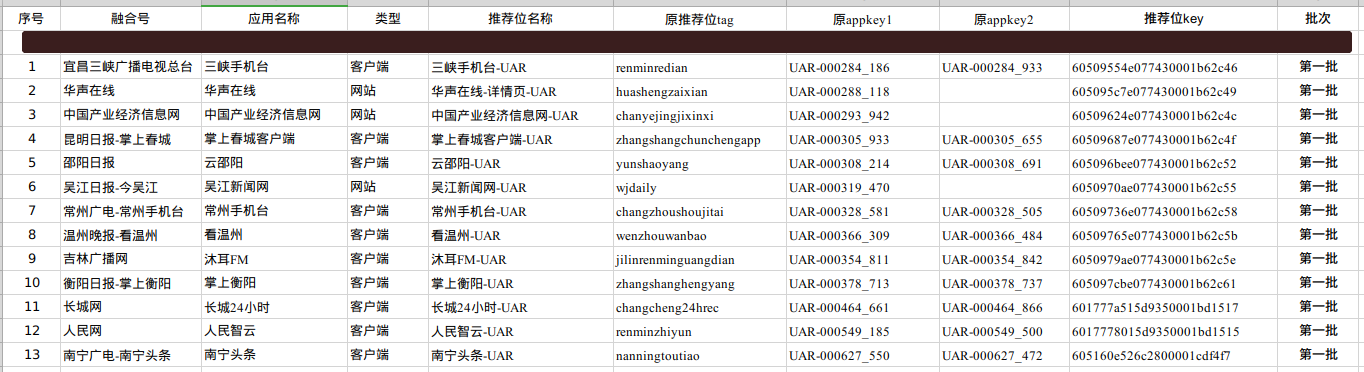 序号 融合号 应用名称 类型 推荐位名称 原推荐位tag 原appkey1 原appkey2 推荐位key 批次
1 宜昌三峡广播电视总台 三峡手机台 客户端 三峡手机台-UAR renminredian UAR-000284_186 UAR-000284_933 60509554e077430001b62c46 第一批
2 华声在线 华声在线 网站 华声在线-详情页-UAR huashengzaixian UAR-000288_118 605095c7e077430001b62c49 第一批
3 中国产业经济信息网 中国产业经济信息网 网站 中国产业经济信息网-UAR chanyejingjixinxi UAR-000293_942 60509624e077430001b62c4c 第一批
4 昆明日报-掌上春城 掌上春城客户端 客户端 掌上春城客户端-UAR zhangshangchunchengapp UAR-000305_933 UAR-000305_655 60509687e077430001b62c4f 第一批
5 邵阳日报 云邵阳 客户端 云邵阳-UAR yunshaoyang UAR-000308_214 UAR-000308_691 605096bee077430001b62c52 第一批
6 吴江日报-今吴江 吴江新闻网 网站 吴江新闻网-UAR wjdaily UAR-000319_470 6050970ae077430001b62c55 第一批
7 常州广电-常州手机台 常州手机台 客户端 常州手机台-UAR changzhoushoujitai UAR-000328_581 UAR-000328_505 60509736e077430001b62c58 第一批
8 温州晚报-看温州 看温州 客户端 看温州-UAR wenzhouwanbao UAR-000366_309 UAR-000366_484 60509765e077430001b62c5b 第一批
9 吉林广播网 沐耳FM 客户端 沐耳FM-UAR jilinrenminguangdian UAR-000354_811 UAR-000354_842 6050979ae077430001b62c5e 第一批
10 衡阳日报-掌上衡阳 掌上衡阳 客户端 掌上衡阳-UAR zhangshanghengyang UAR-000378_713 UAR-000378_737 605097cbe077430001b62c61 第一批
11 长城网 长城24小时 客户端 长城24小时-UAR changcheng24hrec UAR-000464_661 UAR-000464_866 601777a515d9350001bd1517 第一批
12 人民网 人民智云 客户端 人民智云-UAR renminzhiyun UAR-000549_185 UAR-000549_500 6017778015d9350001bd1515 第一批
13 南宁广电-南宁头条 南宁头条 客户端 南宁头条-UAR nanningtoutiao UAR-000627_550 UAR-000627_472 605160e526c2800001cdf4f7 第一批